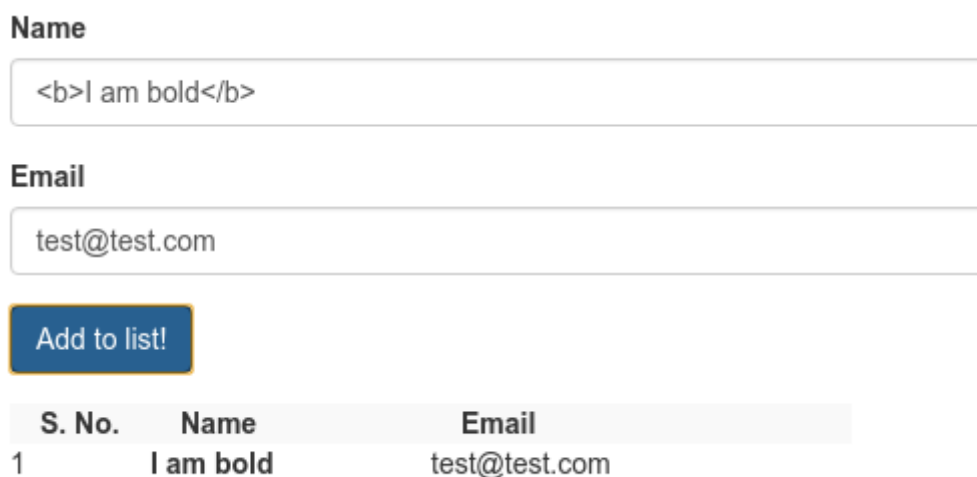 Name
<b>I am bold</b>
Email
test@test.com
Add to list!
S. No. Name Email
1 I am bold test@test.com